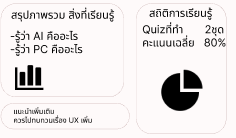 สรุปภาพรวม สิ่งที่เรียนรู้
-รู้ว่า AI คืออะไร
-รู้ว่า PC คืออะไร
แนะนำเพิ่มเติม
ควรไปทบทวนเรื่อง UX เพิ่ม
สถิติการเรียนรู้
Quizที่ทำ 2ชุด
คะแนนเฉลี่ย 80%